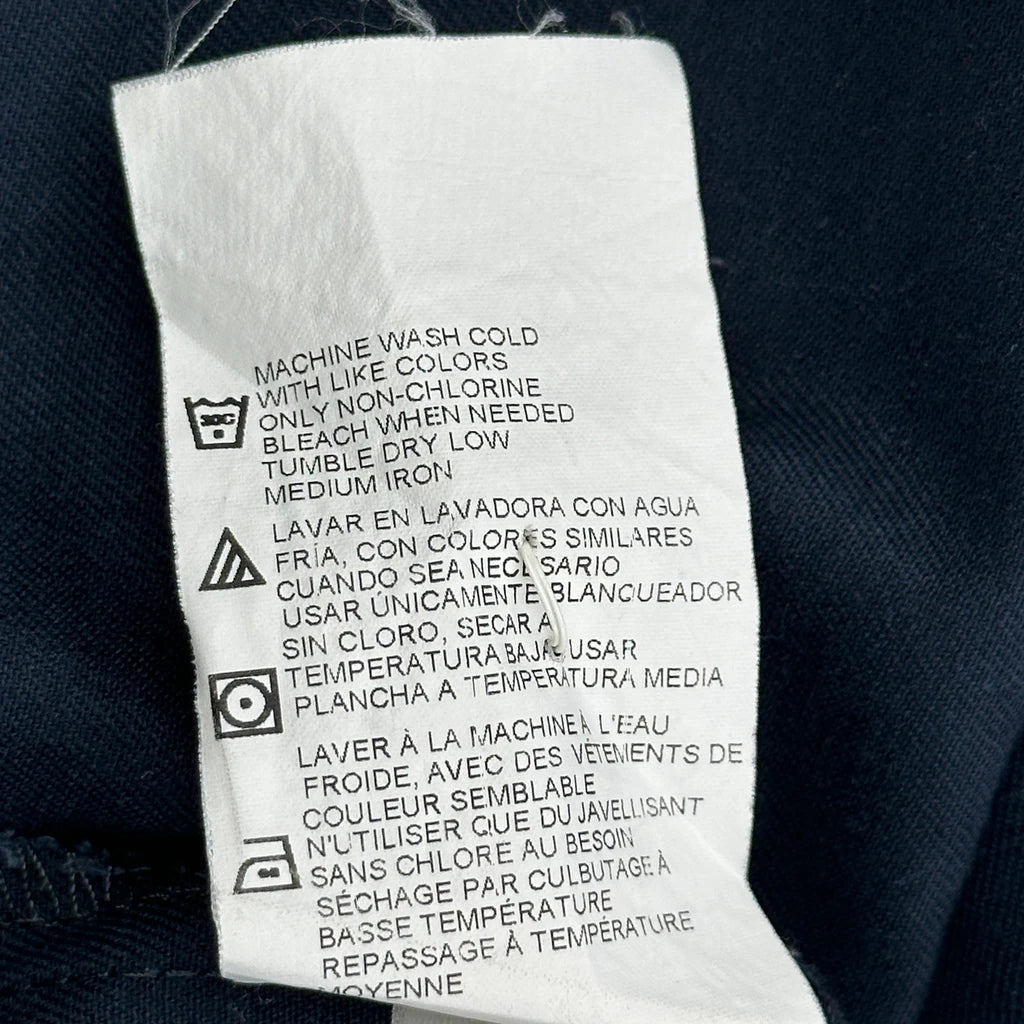 MACHINE WASH COLD
WITH LIKE COLORS
ONLY NON-CHLORINE
BLEACH WHEN NEEDED
TUMBLE DRY LOW
MEDIUM IRON
30C
LAVAR EN LAVADORA CON AGUA
FRÍA, CON COLORES SIMILARES
CUANDO SEA NECESARIO
USAR ÚNICAMENTE BLANQUEADOR
SIN CLORO, SECAR A
TEMPERATURA BAJA, USAR
PLANCHA A TEMPERATURA MEDIA
LAVER À LA MACHINE À L'EAU
FROIDE, AVEC DES VÊTEMENTS DE
COULEUR SEMBLABLE
N'UTILISER QUE DU JAVELLISANT
SANS CHLORE AU BESOIN
SÉCHAGE PAR CULBUTAGE À
BASSE TEMPÉRATURE
REPASSAGE À TEMPÉRATURE
MOYENNE